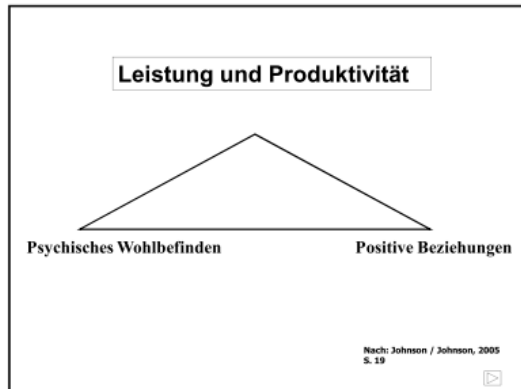 Leistung und Produktivität
Psychisches Wohlbefinden
Positive Beziehungen
Nach: Johnson / Johnson, 2005
S. 19